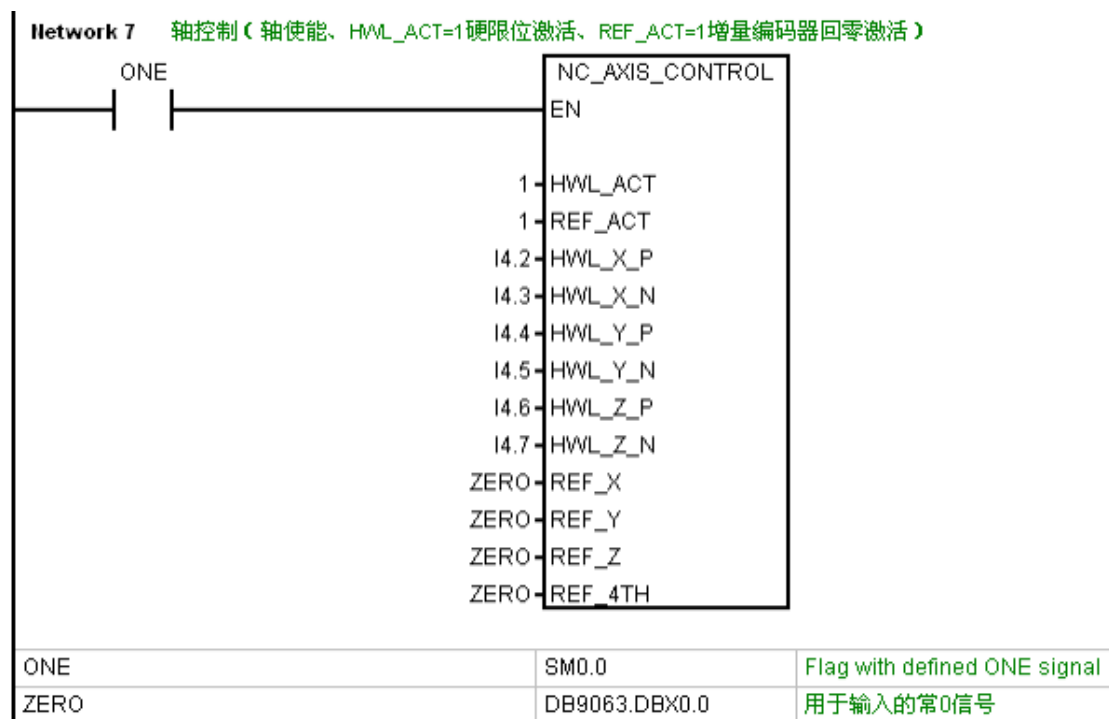 Network 7 轴控制（轴使能、HWL_ACT=1硬限位激活、REF_ACT=1增量编码器回零激活）
ONE
NC_AXIS_CONTROL
EN
1 HWL_ACT
1 REF_ACT
I4.2 HWL_X_P
I4.3 HWL_X_N
I4.4 HWL_Y_P
I4.5 HWL_Y_N
I4.6 HWL_Z_P
I4.7 HWL_Z_N
ZERO REF_X
ZERO REF_Y
ZERO REF_Z
ZERO REF_4TH
ONE SM0.0 Flag with defined ONE signal
ZERO DB9063.DBX0.0 用于输入的常0信号